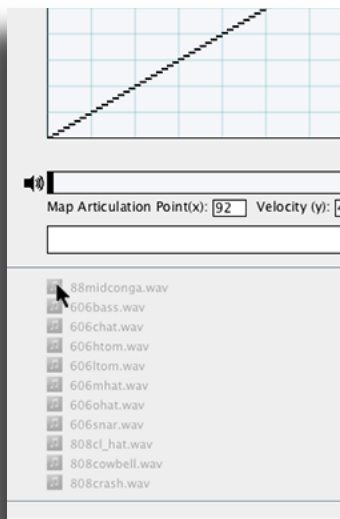 Map Articulation Point(x): 92 Velocity (y):
88midconga.wav
606bass.wav
606chat.wav
606htom.wav
606ltom.wav
606mhat.wav
606ohat.wav
606snar.wav
808cl_hat.wav
808cowbell.wav
808crash.wav